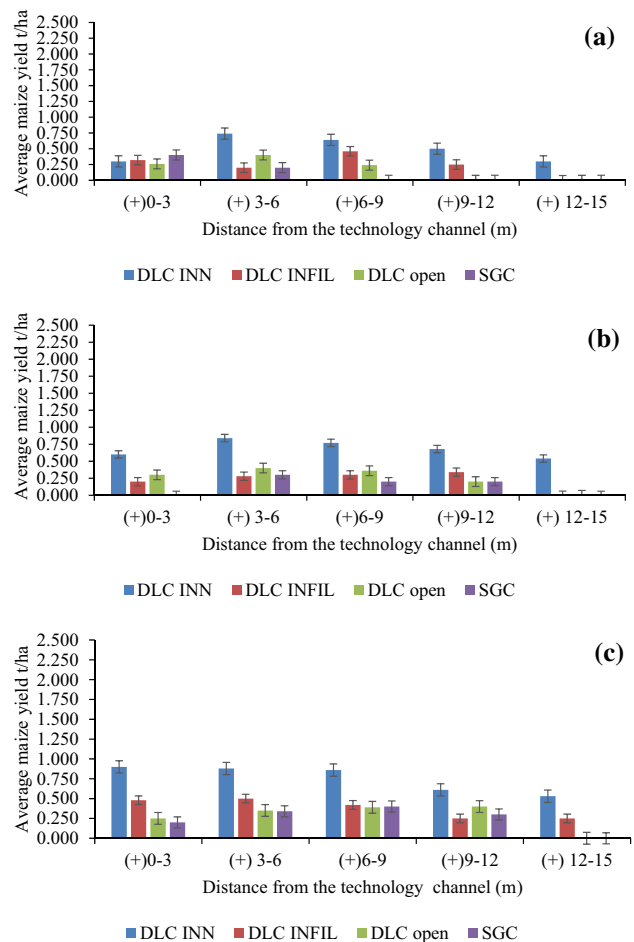 (a)
Average maize yield t/ha
2.500
2.250
2.000
1.750
1.500
1.250
1.000
0.750
0.500
0.250
0.000
(+)0-3 (+) 3-6 (+)6-9 (+)9-12 (+) 12-15
Distance from the technology channel (m)
DLC INN DLC INFIL DLC open SGC
(b)
Average maize yield t/ha
2.500
2.250
2.000
1.750
1.500
1.250
1.000
0.750
0.500
0.250
0.000
(+)0-3 (+) 3-6 (+)6-9 (+)9-12 (+) 12-15
Distance from the technology channel (m)
DLC INN DLC INFIL DLC open SGC
(c)
Average maize yield t/ha
2.500
2.250
2.000
1.750
1.500
1.250
1.000
0.750
0.500
0.250
0.000
(+)0-3 (+) 3-6 (+)6-9 (+)9-12 (+) 12-15
Distance from the technology channel (m)
DLC INN DLC INFIL DLC open SGC